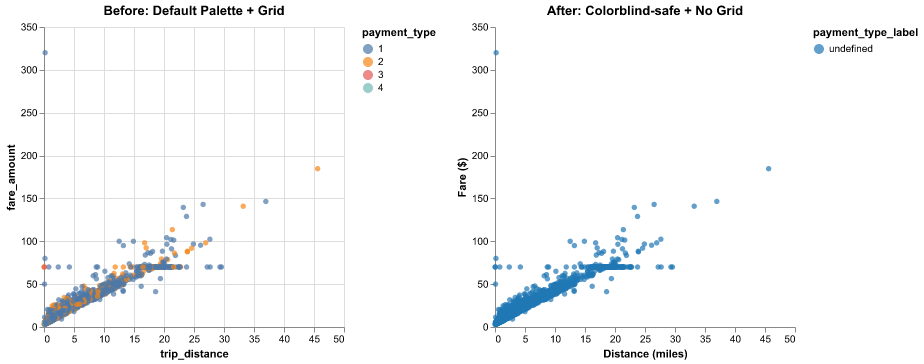 Before: Default Palette + Grid
After: Colorblind-safe + No Grid
payment_type
1
2
3
4
payment_type_label
undefined
fare_amount
350
300
250
200
150
100
50
0
0 5 10 15 20 25 30 35 40 45 50
trip_distance
Fare ($)
350
300
250
200
150
100
50
0
0 5 10 15 20 25 30 35 40 45 50
Distance (miles)